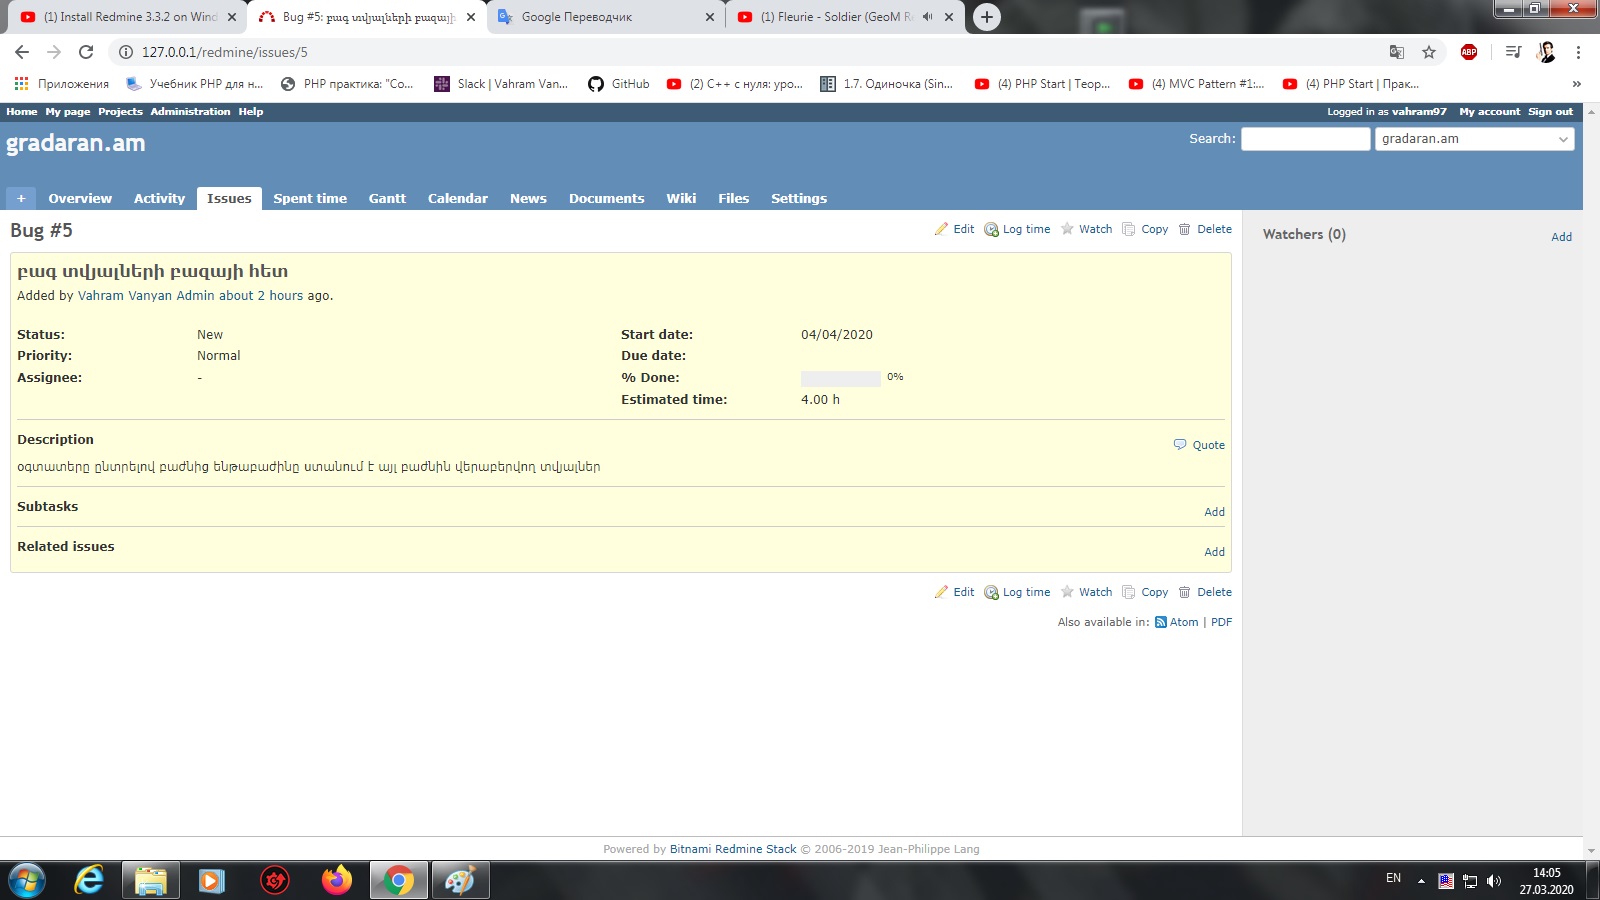 (1) Install Redmine 3.3.2 on Wind
Bug #5: բագ տվյալների բազայի
Google Переводчик
(1) Fleurie - Soldier (GeoM R
127.0.0.1/redmine/issues/5
ABP
Приложения
Учебник PHP для н...
PHP практика: "Со...
Slack | Vahram Van...
GitHub
(2) C++ с нуля: уро...
1.7. Одиночка (Sin...
(4) PHP Start | Теор...
(4) MVC Pattern #1:...
(4) PHP Start | Прак...
Home My page Projects Administration Help
Logged in as vahram97 My account Sign out
gradaran.am
Search:
gradaran.am
+ Overview Activity Issues Spent time Gantt Calendar News Documents Wiki Files Settings
Bug #5
Edit Log time Watch Copy Delete
Watchers (0)
Add
բագ տվյալների բազայի հետ
Added by Vahram Vanyan Admin about 2 hours ago.
Status: New
Start date: 04/04/2020
Priority: Normal
Due date:
Assignee: -
% Done: 0%
Estimated time: 4.00 h
Description
Quote
օգտատերը ընտրելով բաժնից ենթաբաժինը ստանում է այլ բաժնին վերաբերվող տվյալներ
Subtasks
Add
Related issues
Add
Edit Log time Watch Copy Delete
Also available in: Atom | PDF
Powered by Bitnami Redmine Stack © 2006-2019 Jean-Philippe Lang
EN
14:05
27.03.2020